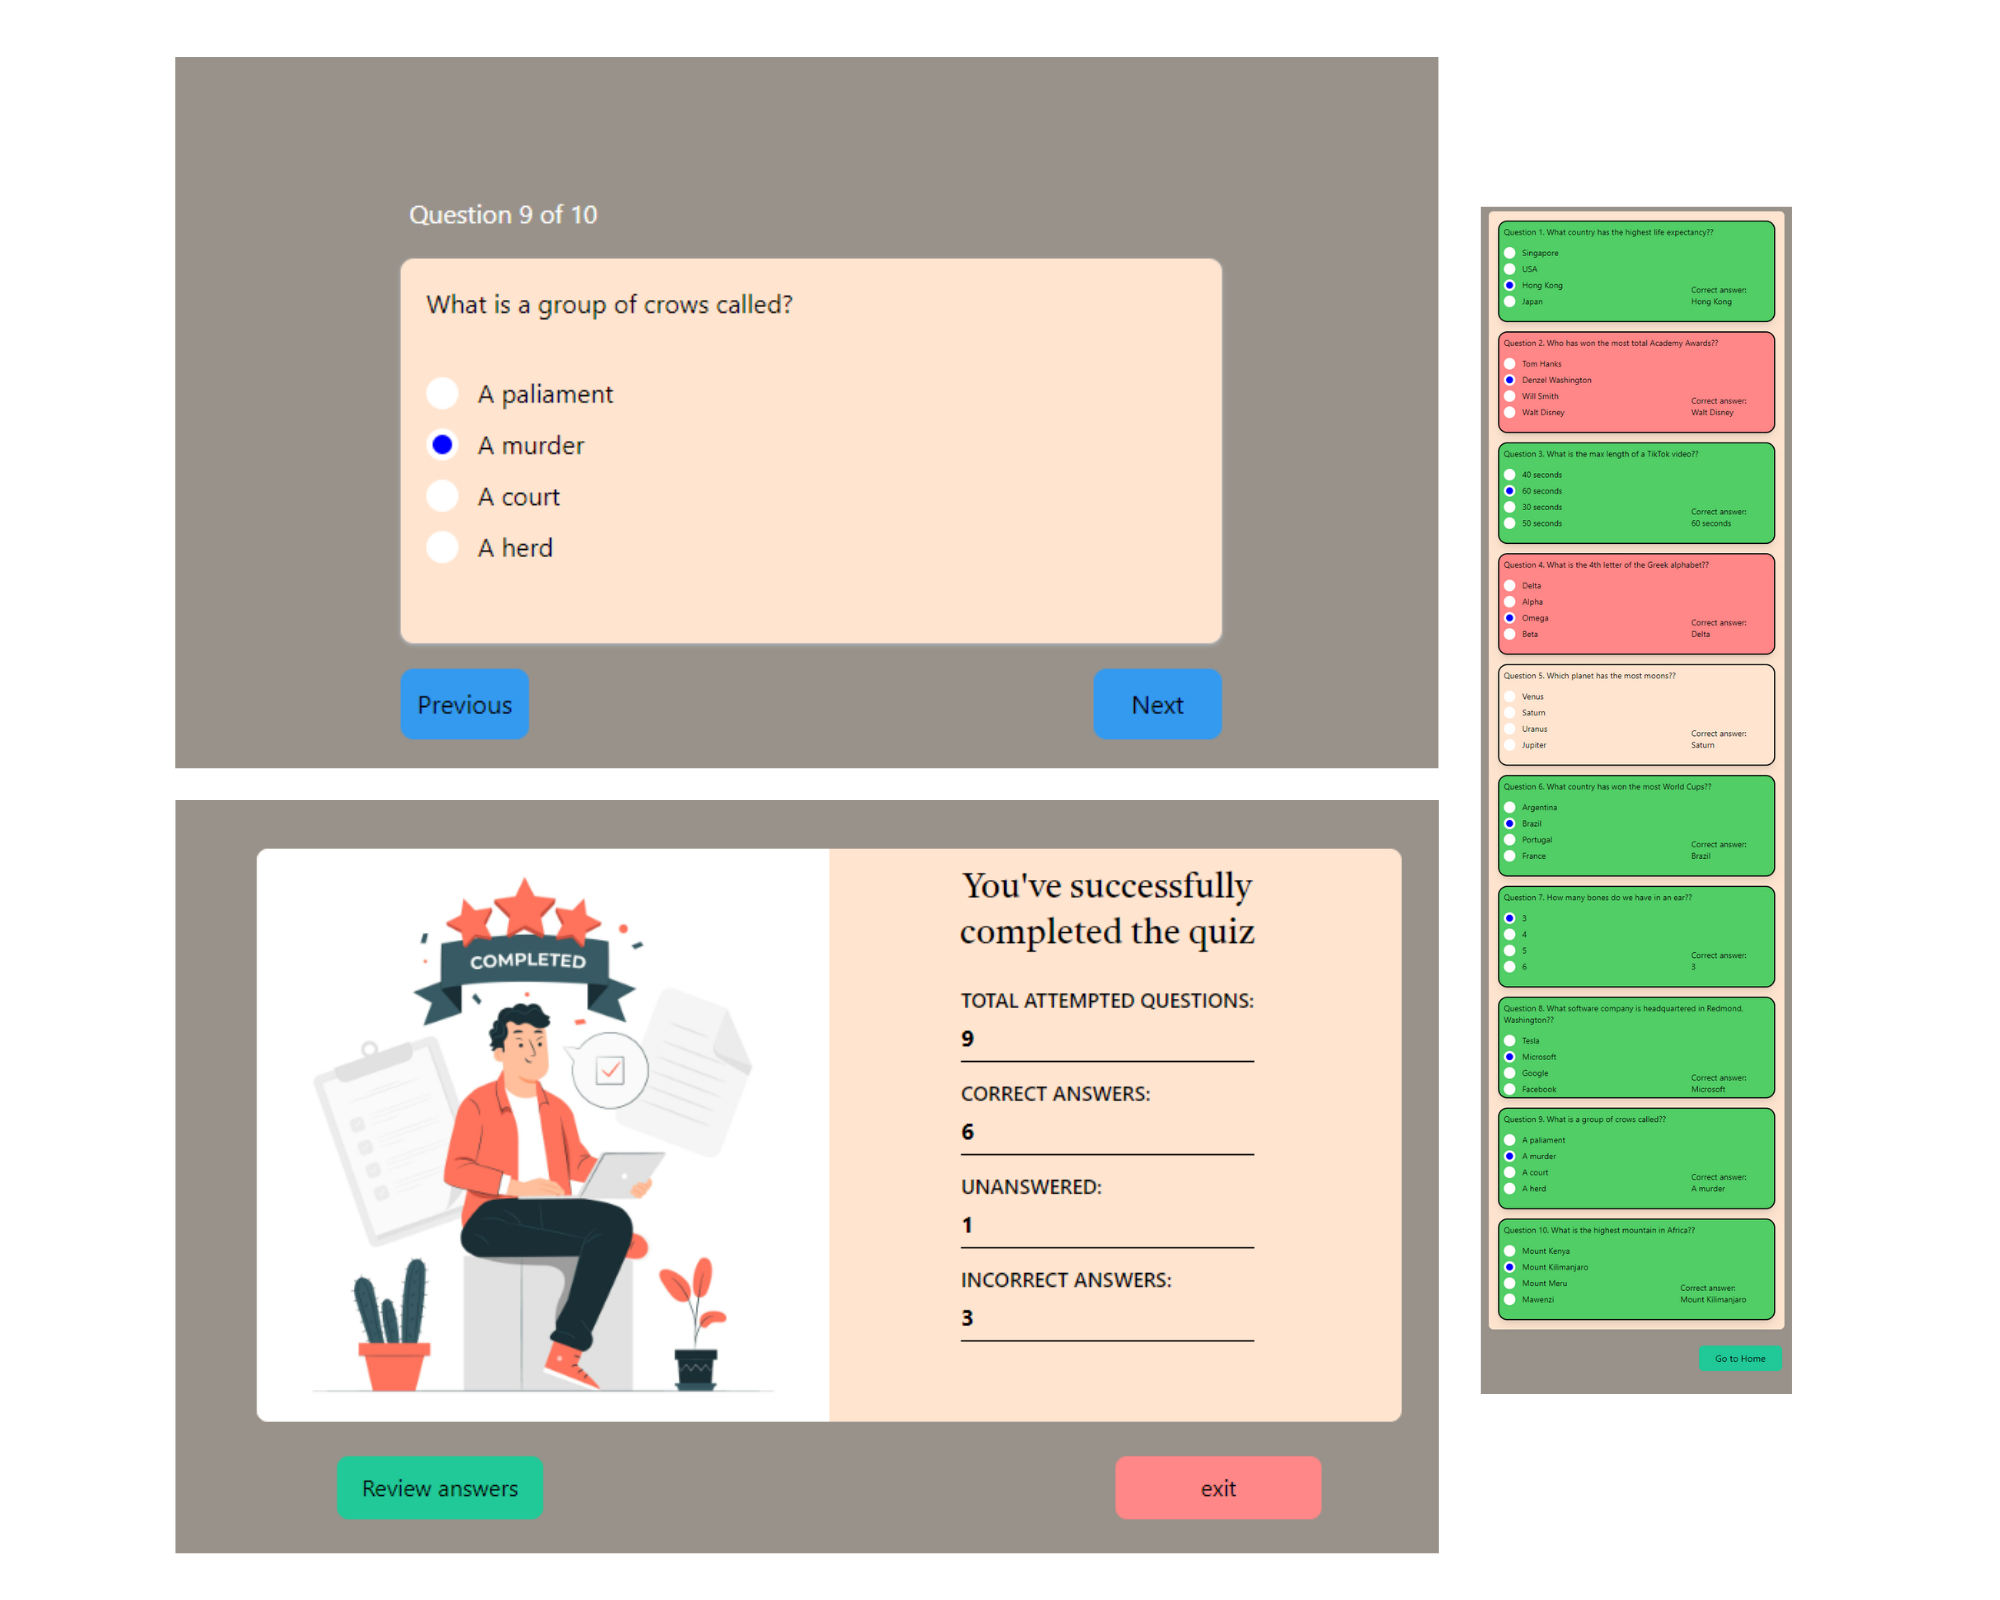 Question 9 of 10
What is a group of crows called?
A paliament
A murder
A court
A herd
Previous
Next
COMPLETED
You've successfully
completed the quiz
TOTAL ATTEMPTED QUESTIONS:
9
CORRECT ANSWERS:
6
UNANSWERED:
1
INCORRECT ANSWERS:
3
Review answers
exit
Question 1. What country has the highest life expectancy??
Singapore
USA
Hong Kong
Japan
Correct answer:
Hong Kong
Question 2. Who has won the most total Academy Awards??
Tom Hanks
Denzel Washington
Will Smith
Walt Disney
Correct answer:
Walt Disney
Question 3. What is the max length of a TikTok video??
40 seconds
60 seconds
30 seconds
50 seconds
Correct answer:
60 seconds
Question 4. What is the 4th letter of the Greek alphabet??
Delta
Alpha
Omega
Beta
Correct answer:
Delta
Question 5. Which planet has the most moons??
Venus
Saturn
Uranus
Jupiter
Correct answer:
Saturn
Question 6. What country has won the most World Cups??
Argentina
Brazil
Portugal
France
Correct answer:
Brazil
Question 7. How many bones do we have in an ear??
3
4
5
6
Correct answer:
3
Question 8. What software company is headquartered in Redmond,
Washington??
Tesla
Microsoft
Google
Facebook
Correct answer:
Microsoft
Question 9. What is a group of crows called??
A paliament
A murder
A court
A herd
Correct answer:
A murder
Question 10. What is the highest mountain in Africa??
Mount Kenya
Mount Kilimanjaro
Mount Meru
Mawenzi
Correct answer:
Mount Kilimanjaro
Go to Home